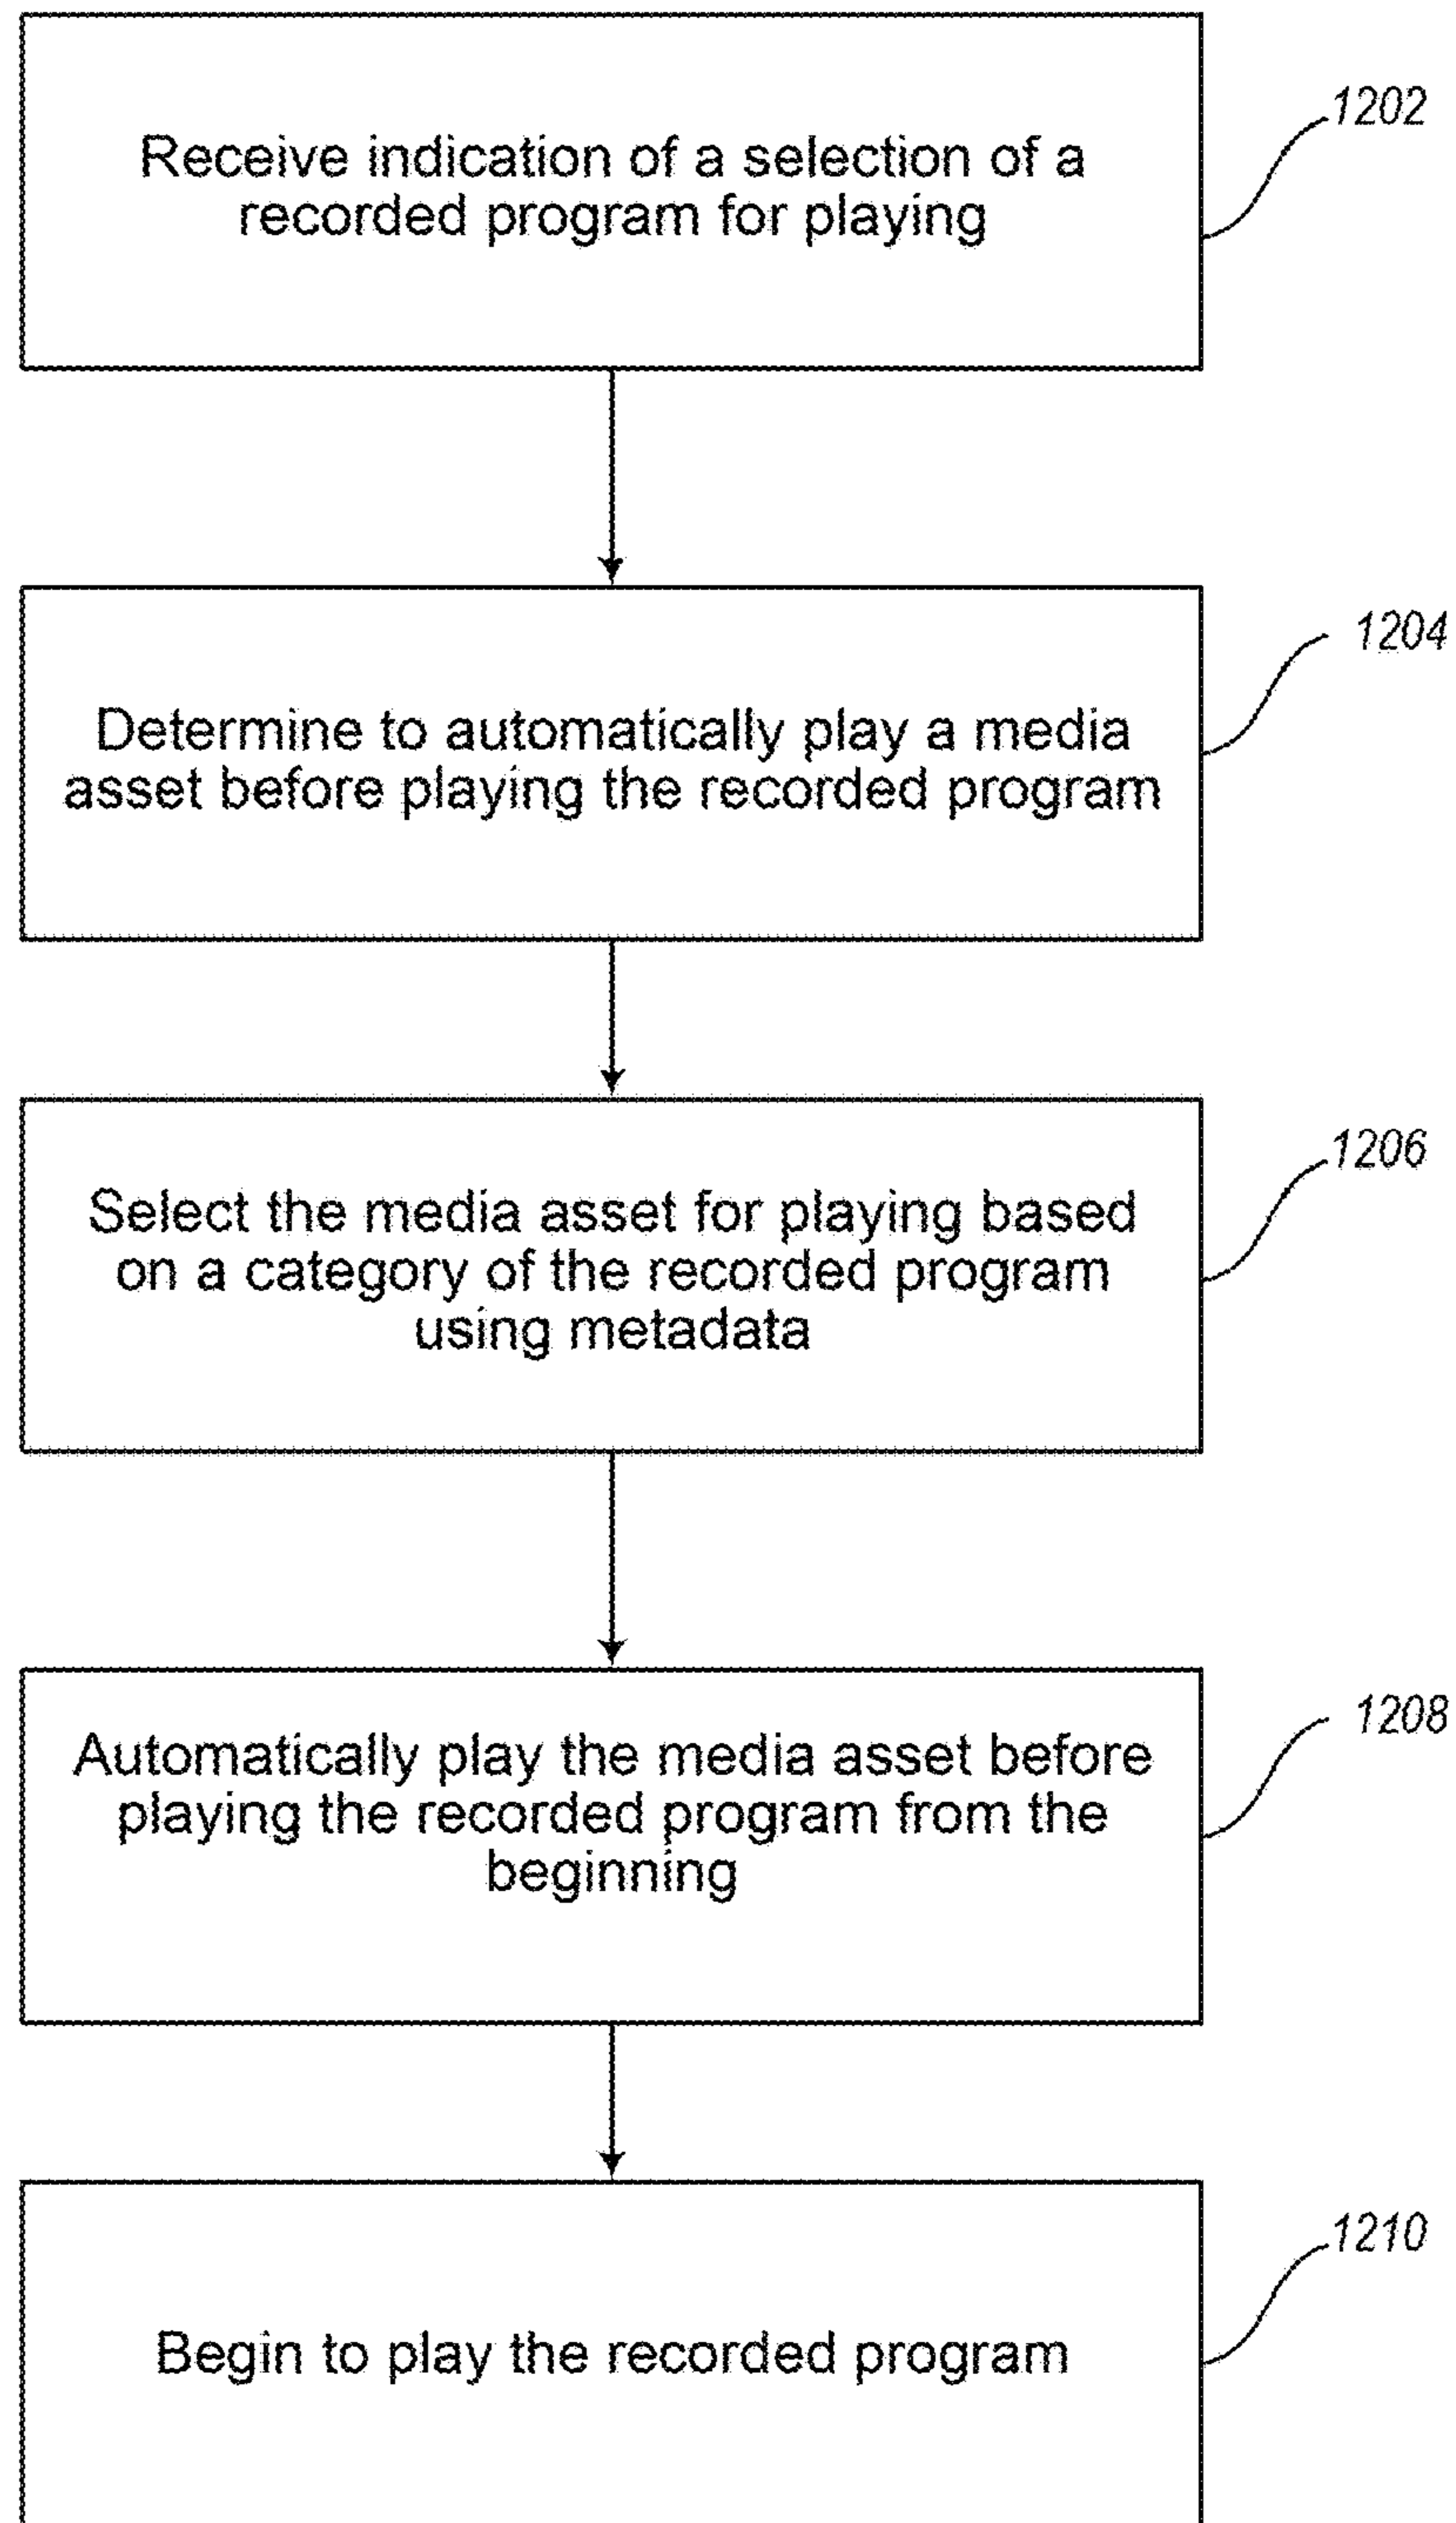 Receive indication of a selection of a
recorded program for playing
1202
Determine to automatically play a media
asset before playing the recorded program
1204
Select the media asset for playing based
on a category of the recorded program
using metadata
1206
Automatically play the media asset before
playing the recorded program from the
beginning
1208
Begin to play the recorded program
1210